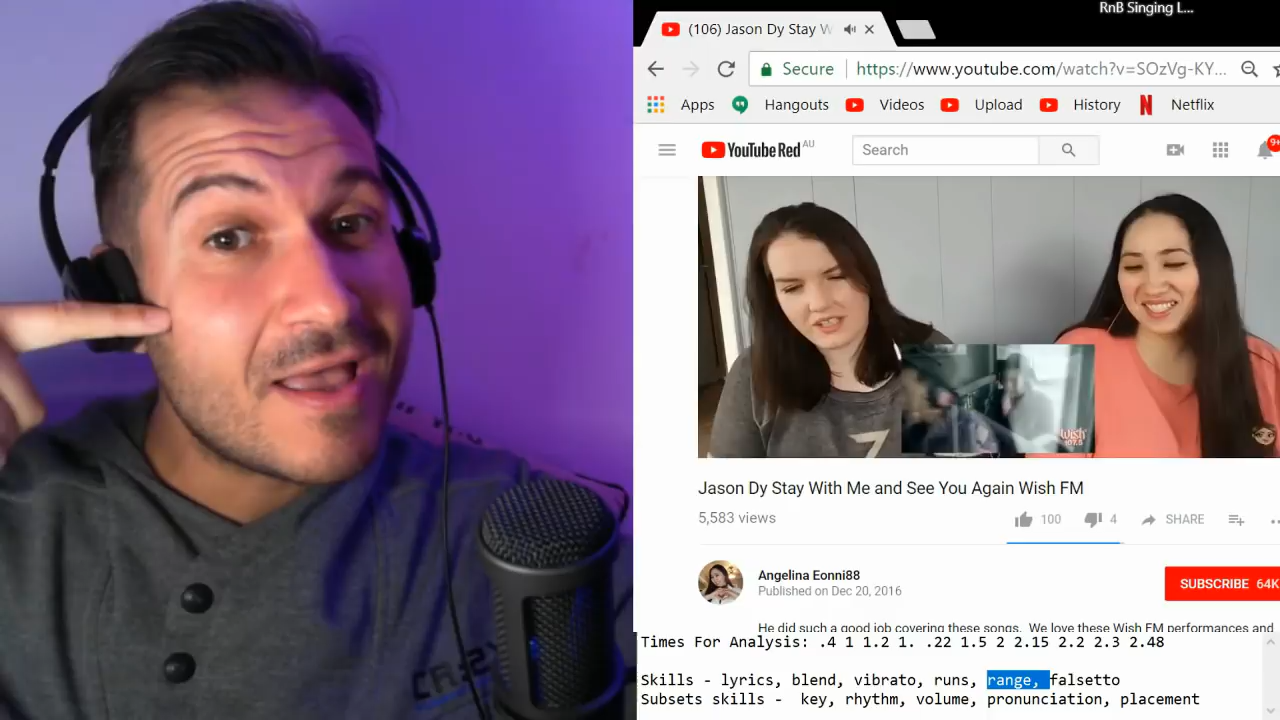 RnB Singing L...
(106) Jason Dy Stay W
Secure
https://www.youtube.com/watch?v=SOzVg-KY...
Apps Hangouts Videos Upload History Netflix
YouTube Red AU
Search
9+
wish
107.5
Jason Dy Stay With Me and See You Again Wish FM
5,583 views
100 4 SHARE
Angelina Eonni88
Published on Dec 20, 2016
SUBSCRIBE 64K
He did such a good job covering these songs. We love these Wish FM performances and
Times For Analysis: .4 1 1.2 1. .22 1.5 2 2.15 2.2 2.3 2.48
Skills - lyrics, blend, vibrato, runs, range, falsetto
Subsets skills - key, rhythm, volume, pronunciation, placement